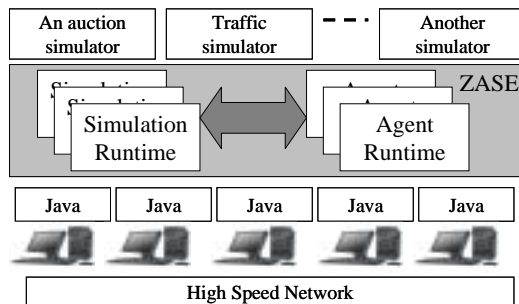 An auction
simulator
Traffic
simulator
Another
simulator
ZASE
Simulation
Runtime
Agent
Runtime
Java
Java
Java
Java
Java
High Speed Network